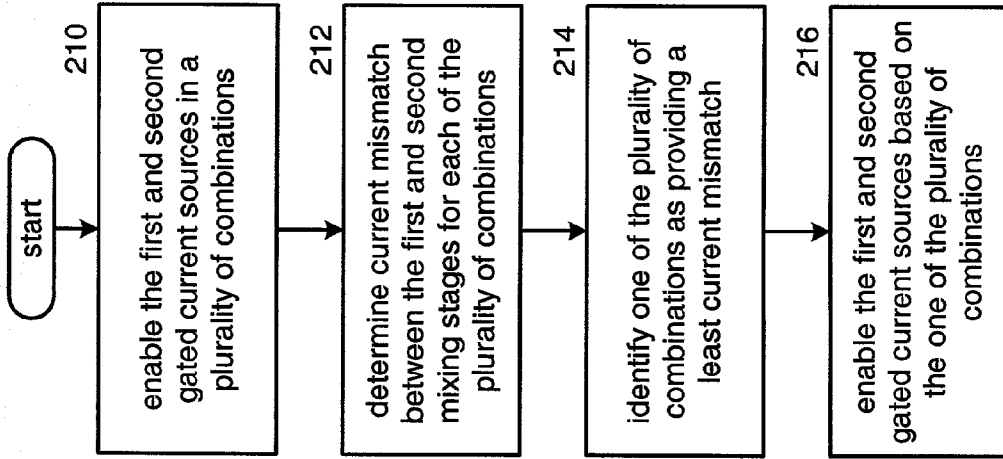 start
210
enable the first and second
gated current sources in a
plurality of combinations
212
determine current mismatch
between the first and second
mixing stages for each of the
plurality of combinations
214
identify one of the plurality of
combinations as providing a
least current mismatch
216
enable the first and second
gated current sources based on
the one of the plurality of
combinations